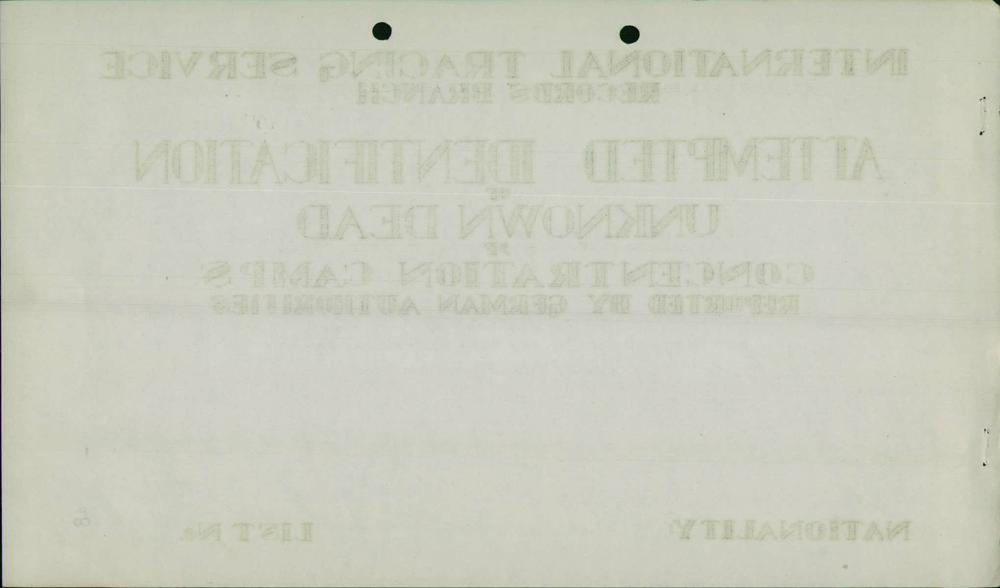 INTERNATIONAL TRACING SERVICE
RECORDS BRANCH
ATTEMPTED IDENTIFICATION
OF
UNKNOWN DEAD
OF
CONCENTRATION CAMPS
REPORTED BY GERMAN AUTHORITIES
NATIONALITY LIST No.